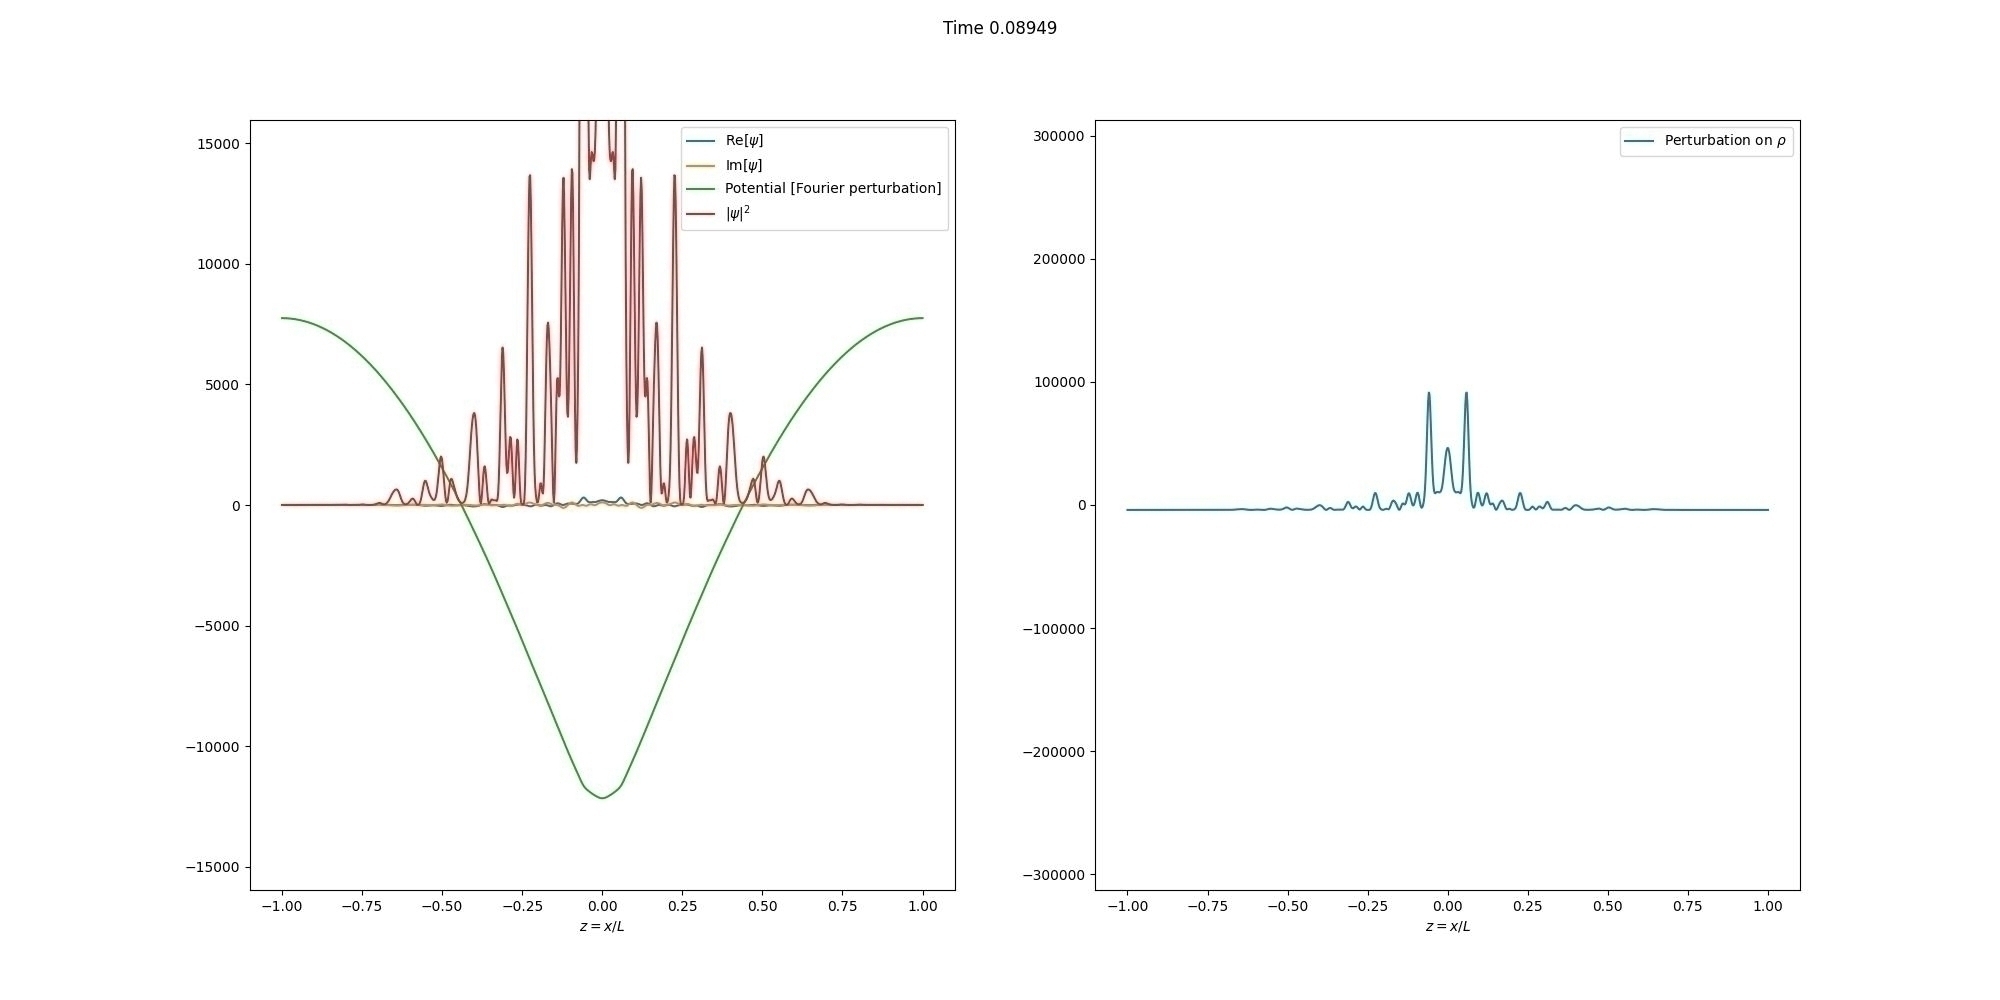 Time 0.08949
15000
10000
5000
0
−5000
−10000
−15000
−1.00 −0.75 −0.50 −0.25 0.00 0.25 0.50 0.75 1.00
z = x/L
Re[ψ]
Im[ψ]
Potential [Fourier perturbation]
|ψ|²
300000
200000
100000
0
−100000
−200000
−300000
−1.00 −0.75 −0.50 −0.25 0.00 0.25 0.50 0.75 1.00
z = x/L
Perturbation on ρ